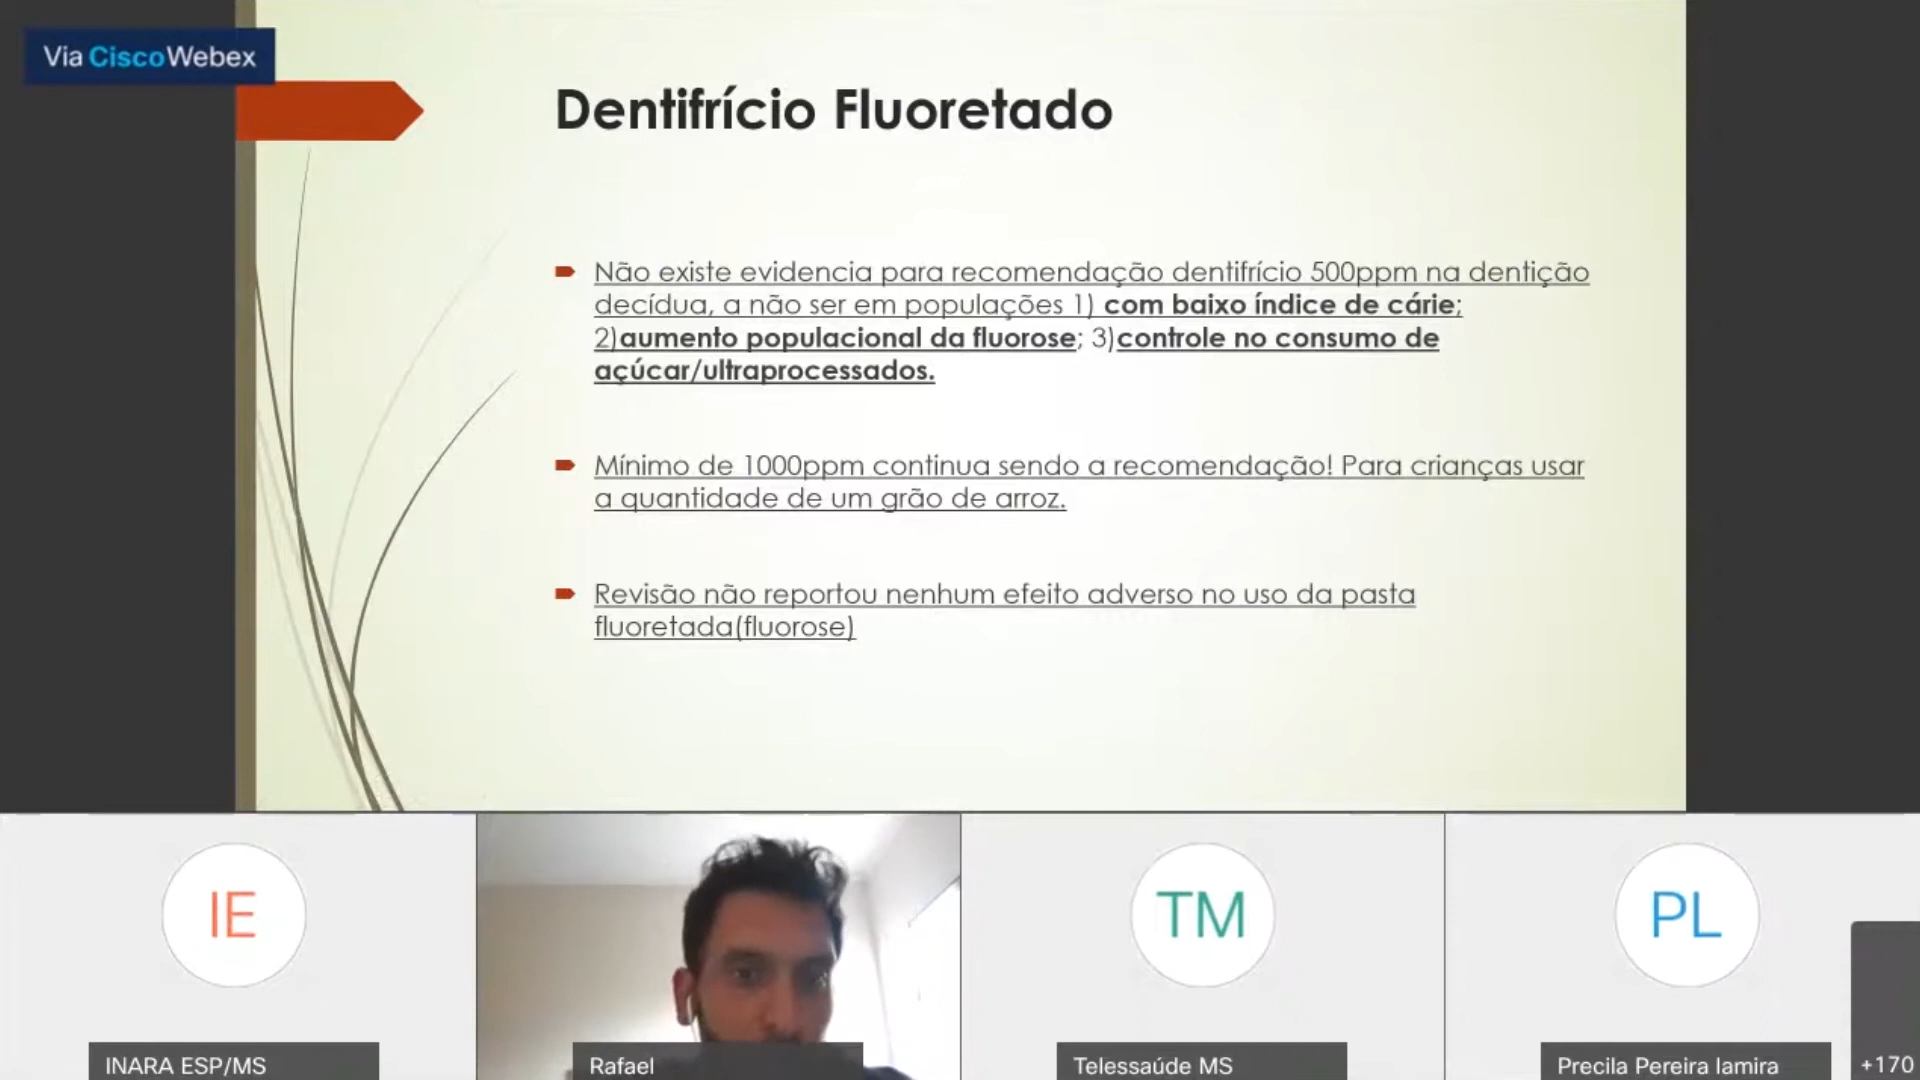 Via CiscoWebex
Dentifrício Fluoretado
Não existe evidencia para recomendação dentifrício 500ppm na dentição
decídua, a não ser em populações 1) com baixo índice de cárie;
2)aumento populacional da fluorose; 3)controle no consumo de
açúcar/ultraprocessados.
Mínimo de 1000ppm continua sendo a recomendação! Para crianças usar
a quantidade de um grão de arroz.
Revisão não reportou nenhum efeito adverso no uso da pasta
fluoretada(fluorose)
IE
TM
PL
INARA ESP/MS
Rafael
Telessaúde MS
Precila Pereira lamira
+170